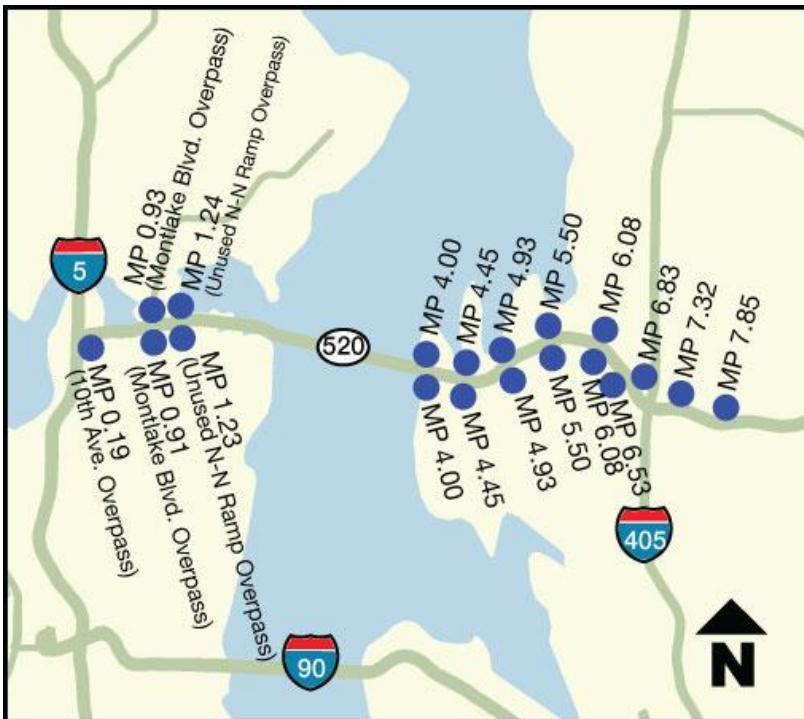 MP 0.93
(Montlake Blvd. Overpass)
MP 1.24
(Unused N-N Ramp Overpass)
5
MP 0.19
(10th Ave. Overpass)
MP 0.91
(Montlake Blvd. Overpass)
MP 1.23
(Unused N-N Ramp Overpass)
520
MP 4.00
MP 4.45
MP 4.93
MP 5.50
MP 6.08
MP 6.83
MP 7.32
MP 7.85
MP 4.00
MP 4.45
MP 4.93
MP 5.50
MP 6.08
MP 6.53
405
90
N